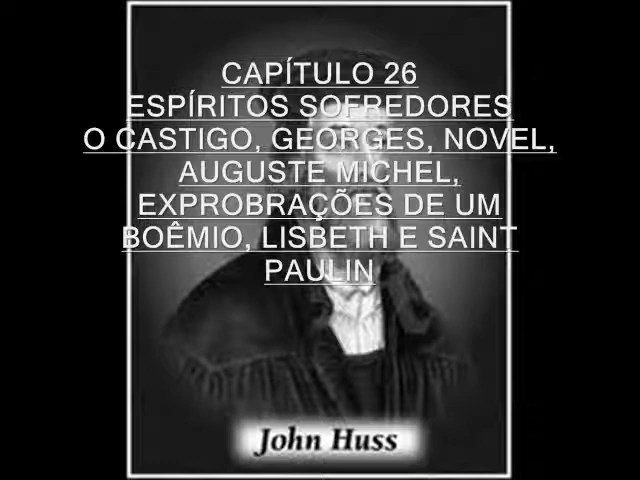 CAPÍTULO 26
ESPÍRITOS SOFREDORES
O CASTIGO, GEORGES, NOVEL,
AUGUSTE MICHEL,
EXPROBRAÇÕES DE UM
BOÊMIO, LISBETH E SAINT
PAULIN
John Huss